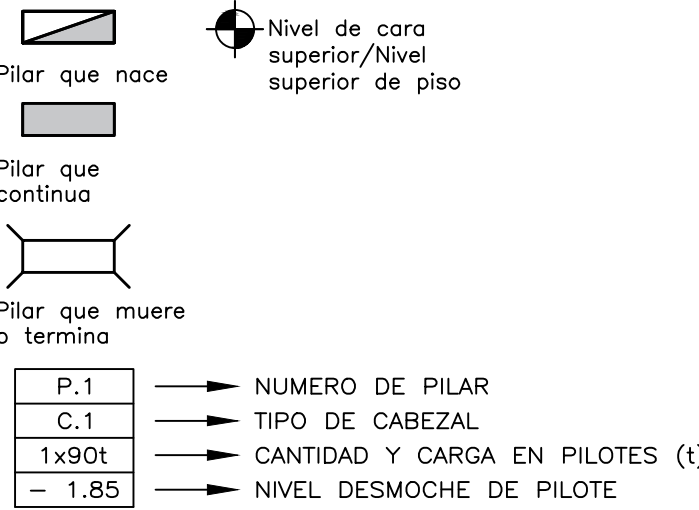 Pilar que nace
Nivel de cara
superior/Nivel
superior de piso
Pilar que
continua
Pilar que muere
o termina
P.1 NUMERO DE PILAR
C.1 TIPO DE CABEZAL
1x90t CANTIDAD Y CARGA EN PILOTES (t)
- 1.85 NIVEL DESMOCHE DE PILOTE